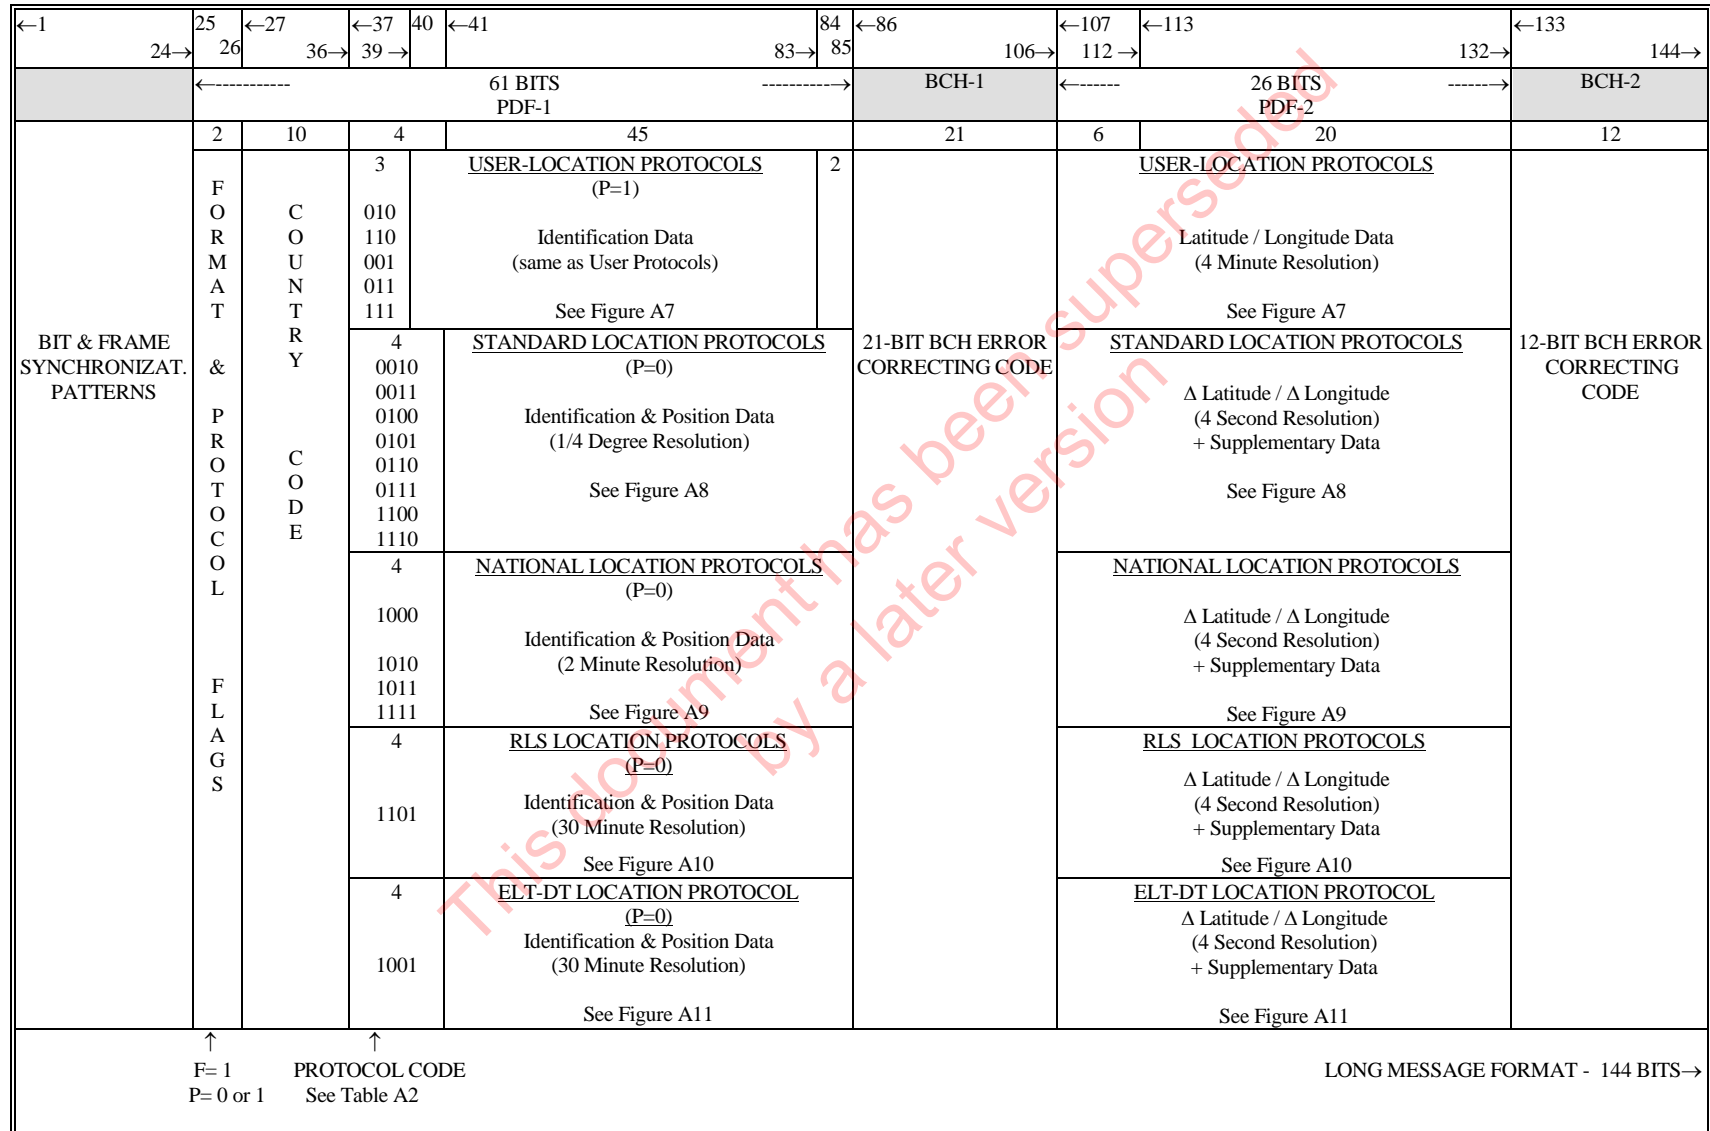 ←1 25 ←27 ←37 40 ←41 84 ←86 ←107 ←113 ←133
24→ 26 36→ 39 → 83→ 85 106→ 112 → 132→ 144→
←----------- 61 BITS -----------→ BCH-1 ←------ 26 BITS ------→ BCH-2
PDF-1 PDF-2
2 10 4 45 21 6 20 12
F
O
R
M
A
T
&
P
R
O
T
O
C
O
L
F
L
A
G
S
C
O
U
N
T
R
Y
C
O
D
E
BIT & FRAME
SYNCHRONIZAT.
PATTERNS
3 USER-LOCATION PROTOCOLS 2
(P=1)
010
110 Identification Data
001 (same as User Protocols)
011
111 See Figure A7
4 STANDARD LOCATION PROTOCOLS
0010 (P=0)
0011
0100 Identification & Position Data
0101 (1/4 Degree Resolution)
0110
0111 See Figure A8
1100
1110
4 NATIONAL LOCATION PROTOCOLS
(P=0)
1000
Identification & Position Data
1010 (2 Minute Resolution)
1011
1111 See Figure A9
4 RLS LOCATION PROTOCOLS
(P=0)
Identification & Position Data
1101
(30 Minute Resolution)
See Figure A10
4 ELT-DT LOCATION PROTOCOL
(P=0)
Identification & Position Data
1001 (30 Minute Resolution)
See Figure A11
21-BIT BCH ERROR
CORRECTING CODE
USER-LOCATION PROTOCOLS
Latitude / Longitude Data
(4 Minute Resolution)
See Figure A7
STANDARD LOCATION PROTOCOLS
Δ Latitude / Δ Longitude
(4 Second Resolution)
+ Supplementary Data
See Figure A8
NATIONAL LOCATION PROTOCOLS
Δ Latitude / Δ Longitude
(4 Second Resolution)
+ Supplementary Data
See Figure A9
RLS LOCATION PROTOCOLS
Δ Latitude / Δ Longitude
(4 Second Resolution)
+ Supplementary Data
See Figure A10
ELT-DT LOCATION PROTOCOL
Δ Latitude / Δ Longitude
(4 Second Resolution)
+ Supplementary Data
See Figure A11
12-BIT BCH ERROR
CORRECTING
CODE
↑ ↑
F= 1 PROTOCOL CODE LONG MESSAGE FORMAT - 144 BITS→
P= 0 or 1 See Table A2
This document has been superseded
by a later version